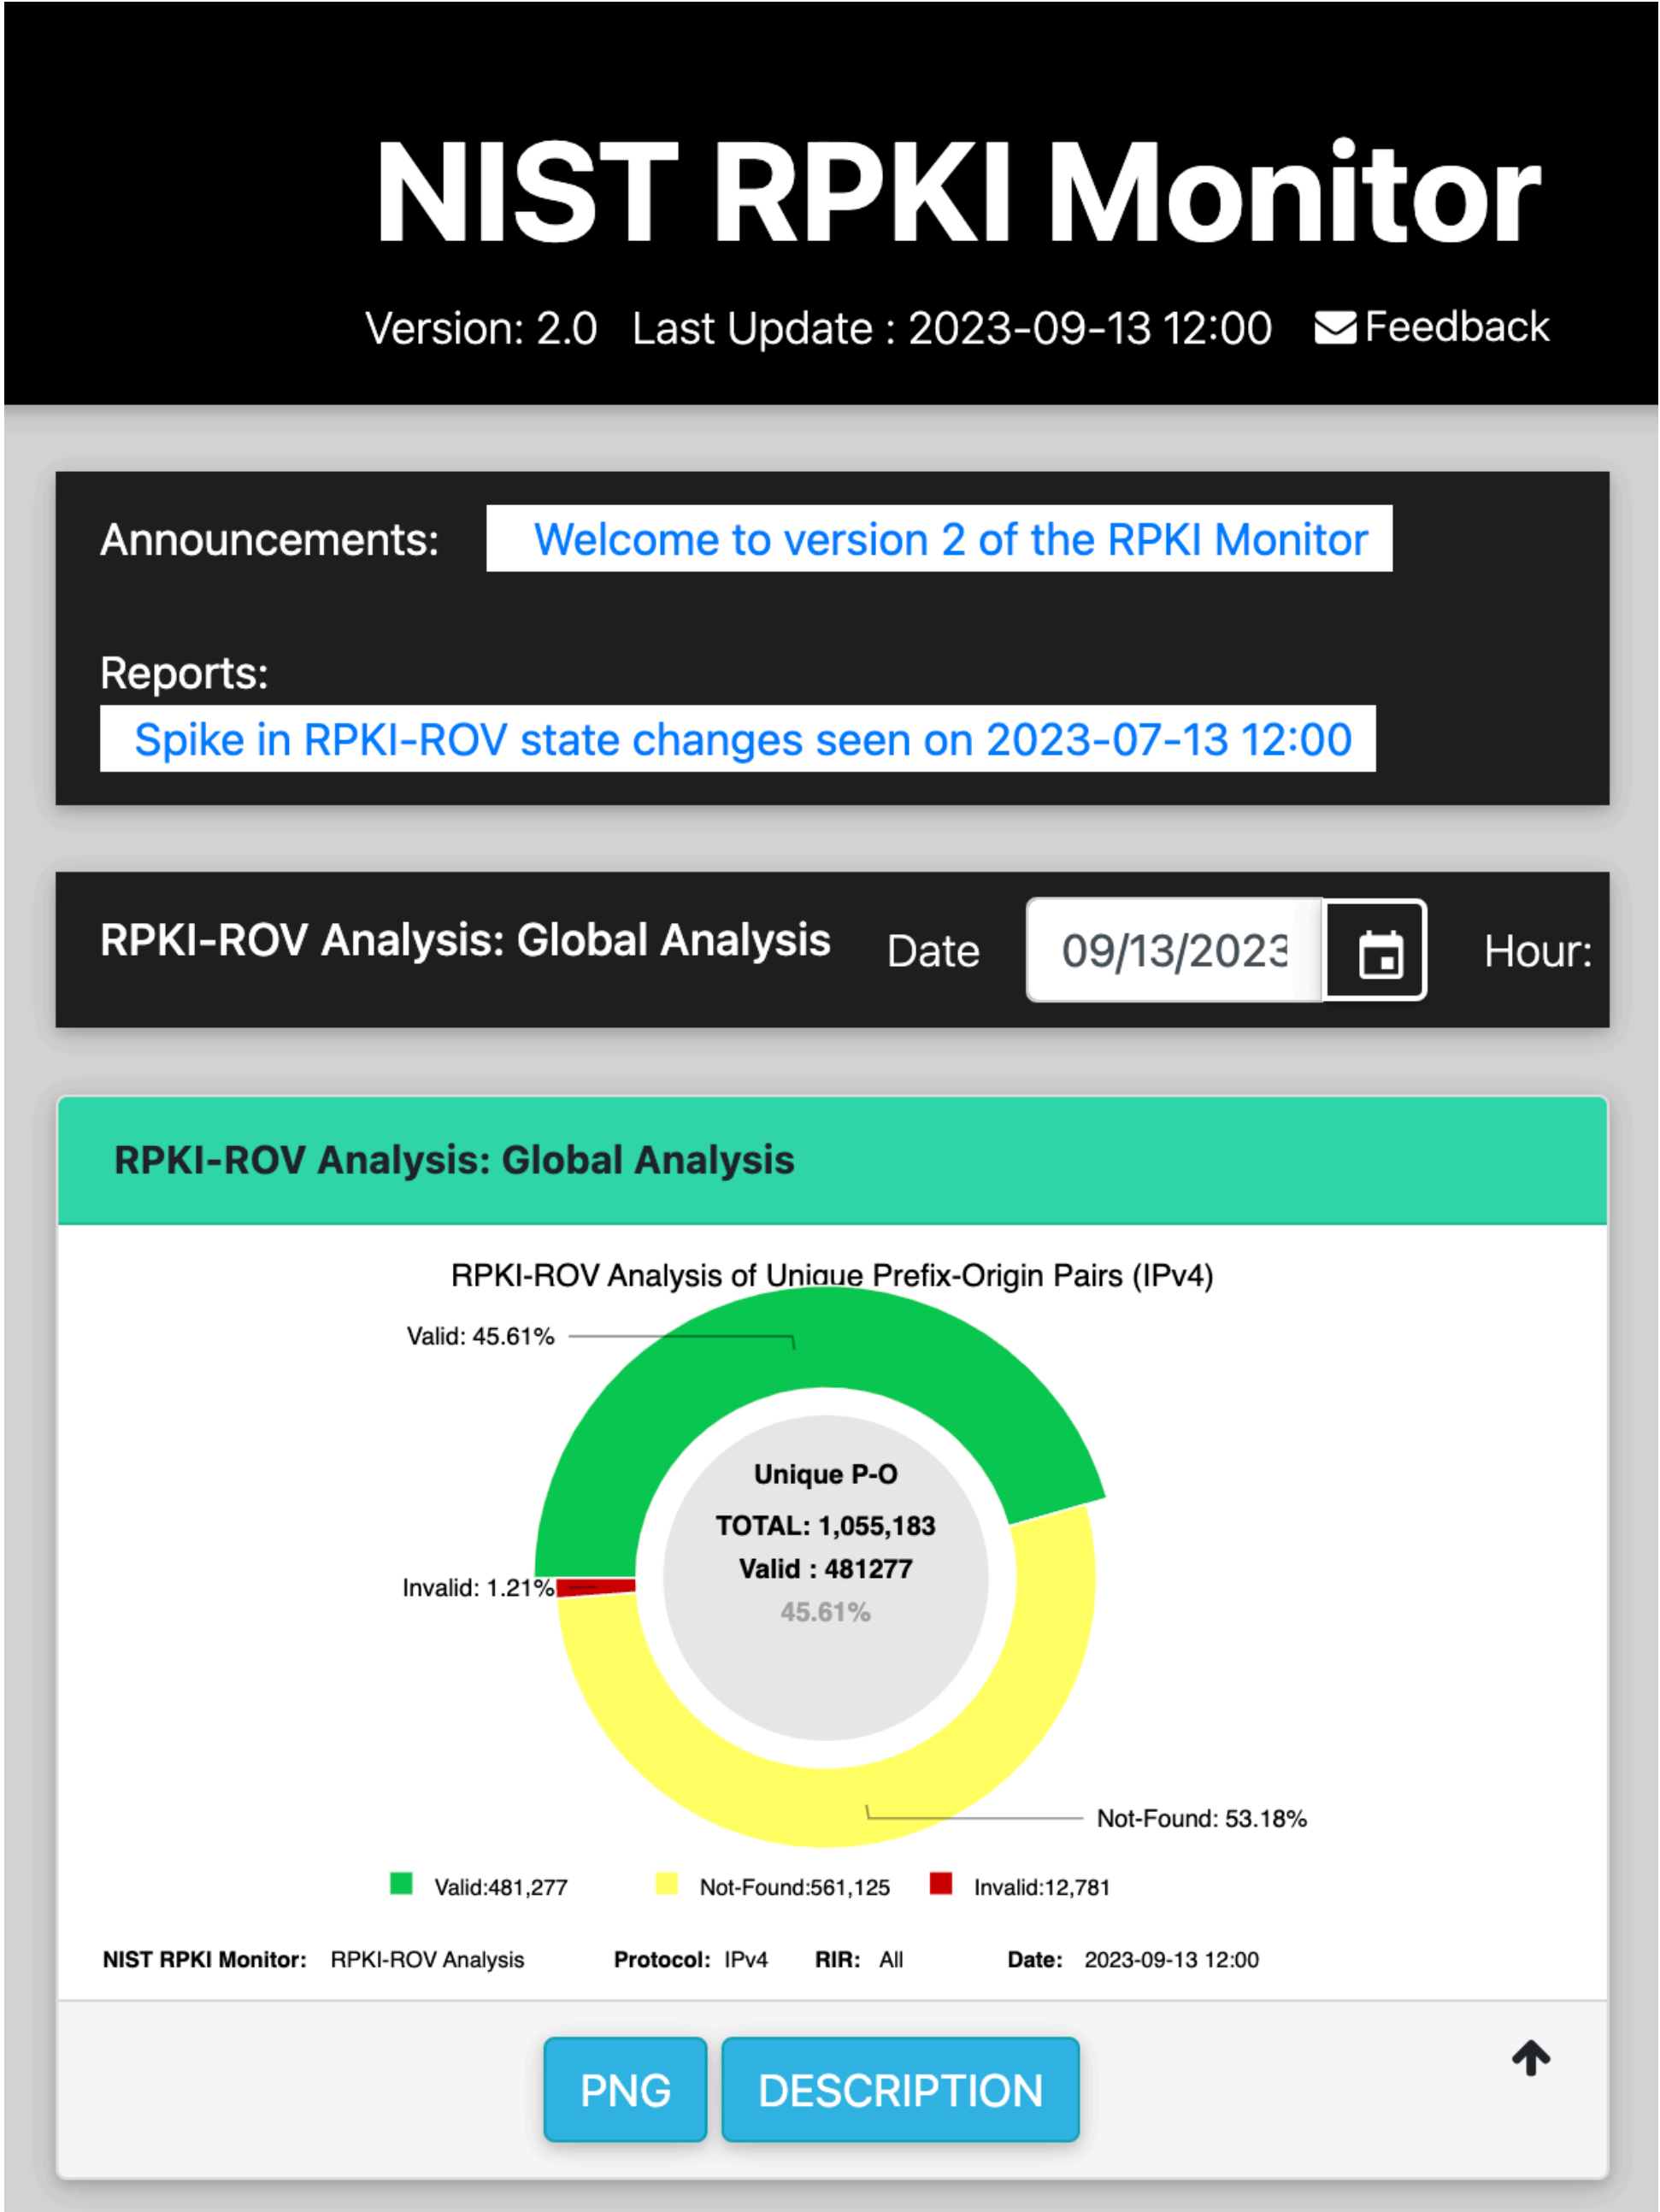 NIST RPKI Monitor
Version: 2.0 Last Update : 2023-09-13 12:00 Feedback
Announcements: Welcome to version 2 of the RPKI Monitor
Reports:
Spike in RPKI-ROV state changes seen on 2023-07-13 12:00
RPKI-ROV Analysis: Global Analysis Date 09/13/2023 Hour:
RPKI-ROV Analysis: Global Analysis
RPKI-ROV Analysis of Unique Prefix-Origin Pairs (IPv4)
Valid: 45.61%
Unique P-O
TOTAL: 1,055,183
Valid : 481277
45.61%
Invalid: 1.21%
Not-Found: 53.18%
Valid:481,277 Not-Found:561,125 Invalid:12,781
NIST RPKI Monitor: RPKI-ROV Analysis Protocol: IPv4 RIR: All Date: 2023-09-13 12:00
PNG DESCRIPTION